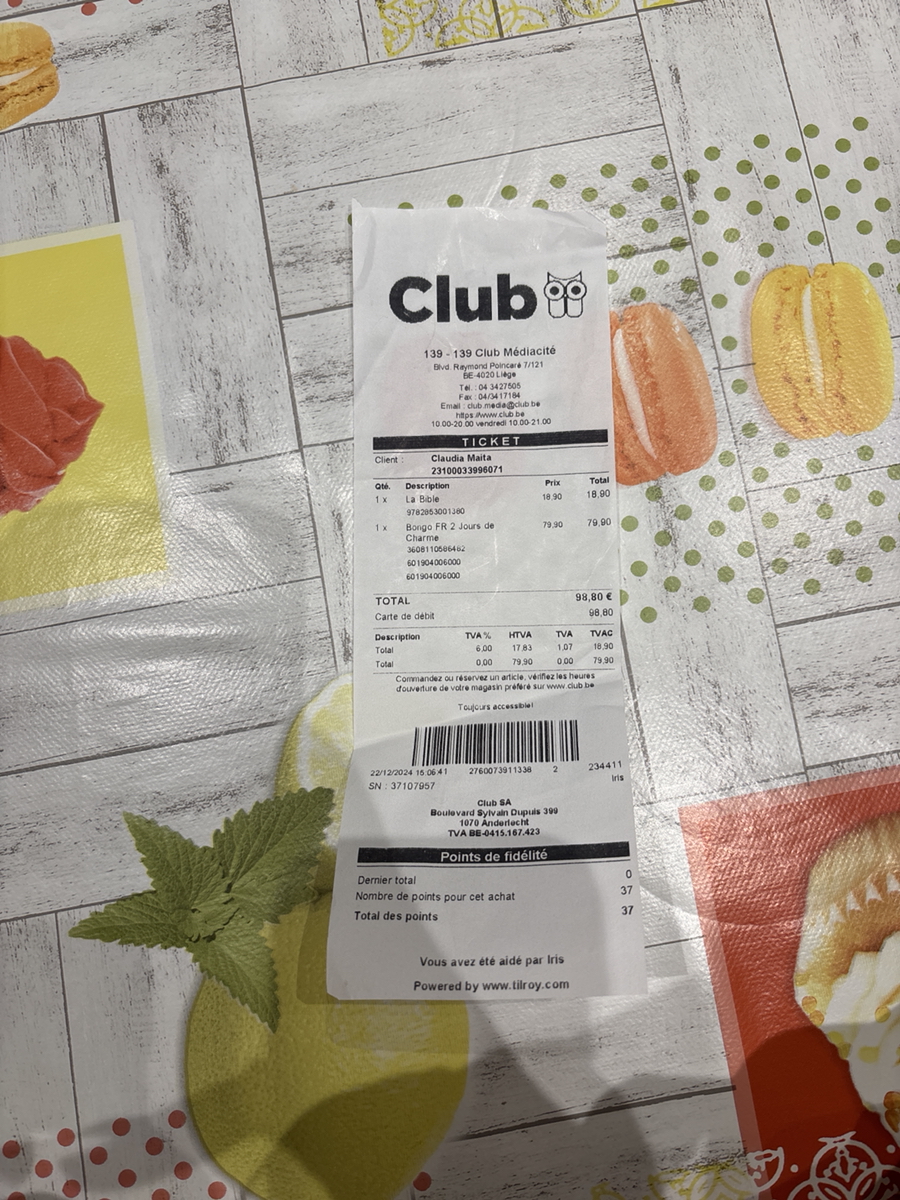 Club
139 - 139 Club Médiacité
Blvd. Raymond Poincaré 7/121
BE-4020 Liège
Tél. : 04 3427505
Fax : 04/3417184
Email : club.media@club.be
https://www.club.be
10.00-20.00 vendredi 10.00-21.00
TICKET
Client : Claudia Maita
23100033996071
Qté. Description Prix Total
1 x La Bible 18,90 18,90
9782853001380
1 x Bongo FR 2 Jours de 79,90 79,90
Charme
3608110586462
601904006000
601904006000
TOTAL 98,80 €
Carte de débit 98,80
Description TVA % HTVA TVA TVAC
Total 6,00 17,83 1,07 18,90
Total 0,00 79,90 0,00 79,90
Commandez ou réservez un article, vérifiez les heures
d'ouverture de votre magasin préféré sur www.club.be
Toujours accessible!
22/12/2024 15:06:41 2760073911338 2 234411
SN : 37107957 Iris
Club SA
Boulevard Sylvain Dupuis 399
1070 Anderlecht
TVA BE-0415.167.423
Points de fidélité
Dernier total 0
Nombre de points pour cet achat 37
Total des points 37
Vous avez été aidé par Iris
Powered by www.tilroy.com